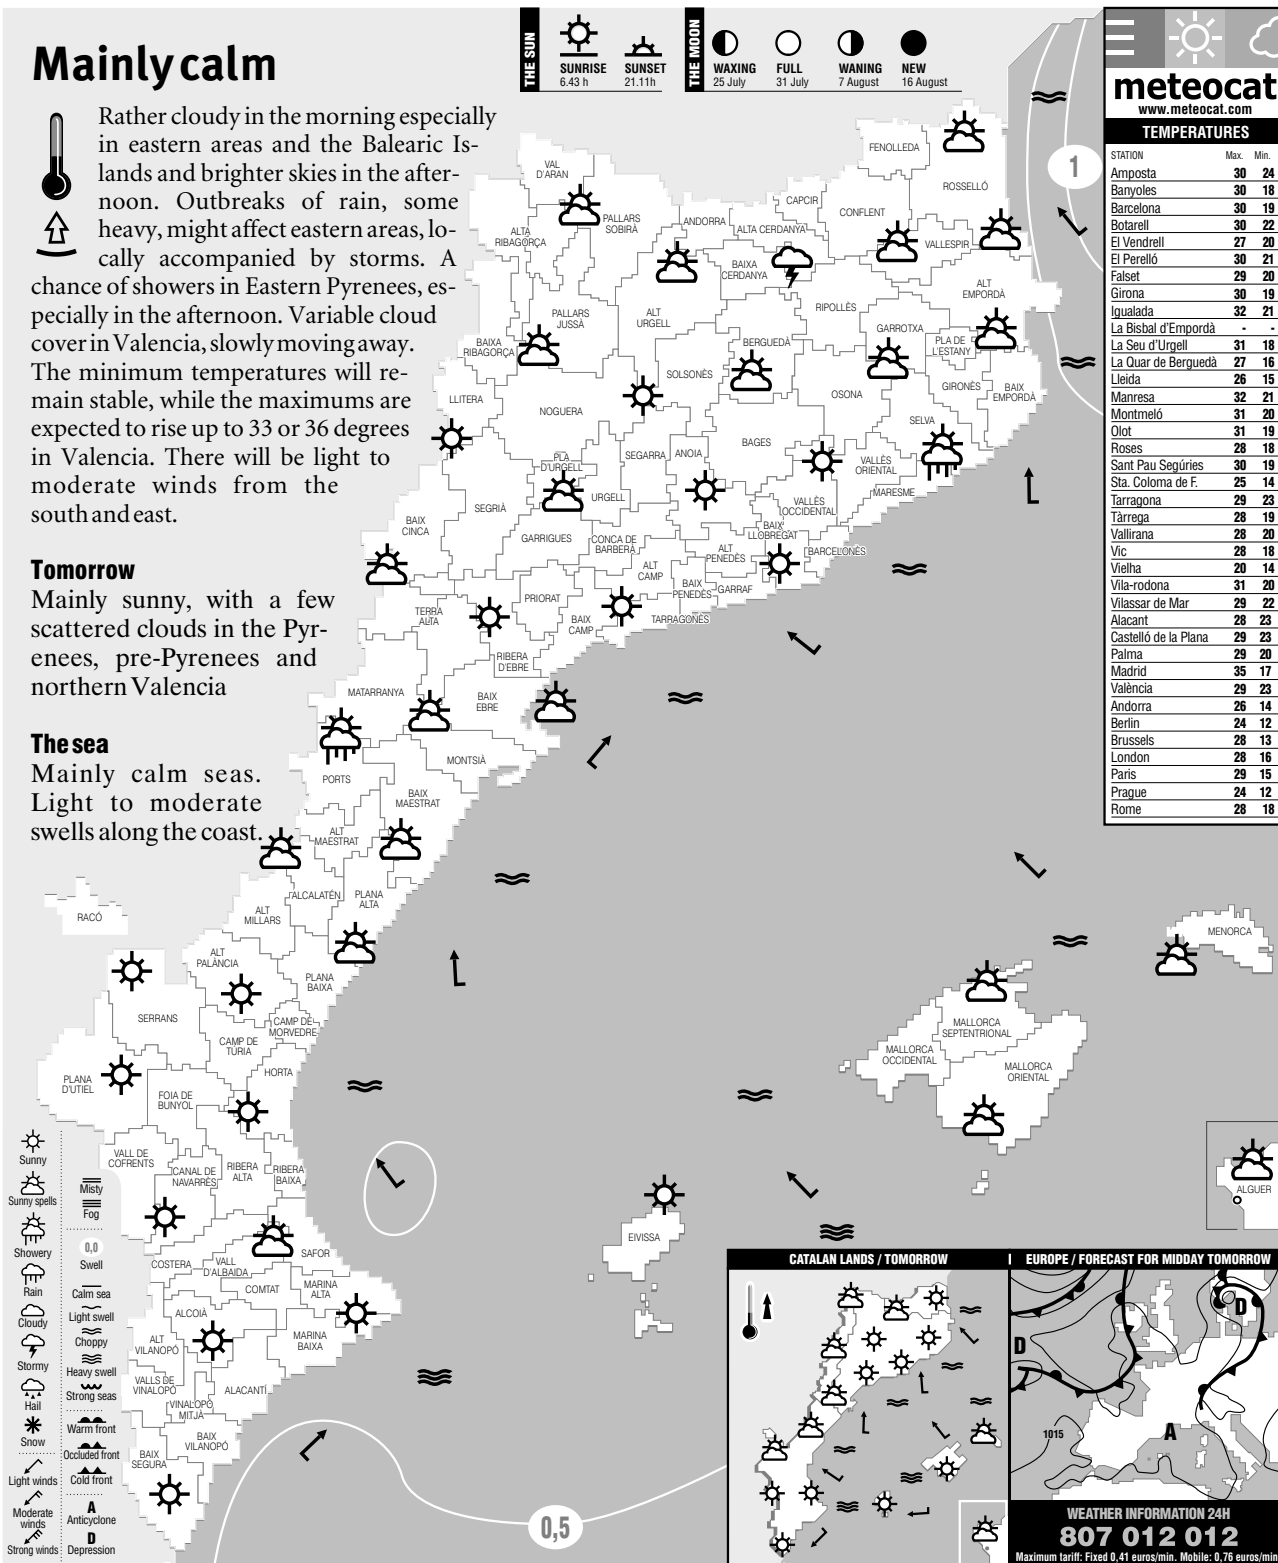 Mainly calm
Rather cloudy in the morning especially
in eastern areas and the Balearic Is-
lands and brighter skies in the after-
noon. Outbreaks of rain, some
heavy, might affect eastern areas, lo-
cally accompanied by storms. A
chance of showers in Eastern Pyrenees, es-
pecially in the afternoon. Variable cloud
cover in Valencia, slowly moving away.
The minimum temperatures will re-
main stable, while the maximums are
expected to rise up to 33 or 36 degrees
in Valencia. There will be light to
moderate winds from the
south and east.
Tomorrow
Mainly sunny, with a few
scattered clouds in the Pyr-
enees, pre-Pyrenees and
northern Valencia
The sea
Mainly calm seas.
Light to moderate
swells along the coast.
THE SUN
SUNRISE
6.43 h
SUNSET
21.11h
THE MOON
WAXING
25 July
FULL
31 July
WANING
7 August
NEW
16 August
meteocat
www.meteocat.com
TEMPERATURES
STATION Max. Min.
Amposta 30 24
Banyoles 30 18
Barcelona 30 19
Botarell 30 22
El Vendrell 27 20
El Perelló 30 21
Falset 29 20
Girona 30 19
Igualada 32 21
La Bisbal d'Empordà - -
La Seu d'Urgell 31 18
La Quar de Berguedà 27 16
Lleida 26 15
Manresa 32 21
Montmeló 31 20
Olot 31 19
Roses 28 18
Sant Pau Segúries 30 19
Sta. Coloma de F. 25 14
Tarragona 29 23
Tàrrega 28 19
Vallirana 28 20
Vic 28 18
Vielha 20 14
Vila-rodona 31 20
Vilassar de Mar 29 22
Alacant 28 23
Castelló de la Plana 29 23
Palma 29 20
Madrid 35 17
València 29 23
Andorra 26 14
Berlin 24 12
Brussels 28 13
London 28 16
Paris 29 15
Prague 24 12
Rome 28 18
1
FENOLLEDA
ROSSELLÓ
VAL
D'ARAN
CAPCIR
CONFLENT
PALLARS
SOBIRÀ
ANDORRA
ALTA CERDANYA
ALTA
RIBAGORÇA
VALLESPIR
BAIXA
CERDANYA
ALT
EMPORDÀ
RIPOLLÈS
PALLARS
JUSSÀ
ALT
URGELL
GARROTXA
PLA DE
L'ESTANY
BAIXA
RIBAGORÇA
BERGUEDÀ
SOLSONÈS
GIRONÈS
BAIX
EMPORDÀ
OSONA
LLITERA
NOGUERA
SELVA
BAGES
SEGARRA
ANOIA
PLA
D'URGELL
VALLÈS
ORIENTAL
MARESME
URGELL
SEGRIÀ
VALLÈS
OCCIDENTAL
BAIX
CINCA
GARRIGUES
CONCA DE
BARBERÀ
BAIX
LLOBREGAT
BARCELONÈS
ALT
PENEDÈS
ALT
CAMP
BAIX
PENEDÈS
GARRAF
PRIORAT
TERRA
ALTA
BAIX
CAMP
TARRAGONÈS
RIBERA
D'EBRE
MATARRANYA
BAIX
EBRE
MONTSIÀ
PORTS
BAIX
MAESTRAT
ALT
MAESTRAT
ALCALATÉN
PLANA
ALTA
RACÓ
ALT
MILLARS
ALT
PALÀNCIA
PLANA
BAIXA
SERRANS
CAMP DE
MORVEDRE
CAMP DE
TÚRIA
HORTA
PLANA
D'UTIEL
FOIA DE
BUNYOL
VALL DE
COFRENTS
CANAL DE
NAVARRÈS
RIBERA
ALTA
RIBERA
BAIXA
SAFOR
COSTERA
VALL
D'ALBAIDA
COMTAT
MARINA
ALTA
ALCOIÀ
MARINA
BAIXA
ALT
VILANOPÓ
VALLS DE
VINALOPÓ
ALACANTÍ
VINALOPÓ
MITJÀ
BAIX
VILANOPÓ
BAIX
SEGURA
MENORCA
MALLORCA
SEPTENTRIONAL
MALLORCA
OCCIDENTAL
MALLORCA
ORIENTAL
EIVISSA
ALGUER
0,5
Sunny
Sunny spells
Showery
Rain
Cloudy
Stormy
Hail
Snow
Light winds
Moderate
winds
Strong winds
Misty
Fog
0,0
Swell
Calm sea
Light swell
Choppy
Heavy swell
Strong seas
Warm front
Occluded front
Cold front
A
Anticyclone
D
Depression
CATALAN LANDS / TOMORROW
EUROPE / FORECAST FOR MIDDAY TOMORROW
D
D
1015
A
WEATHER INFORMATION 24H
807 012 012
Maximum tariff: Fixed 0,41 euros/min. Mobile: 0,76 euros/min